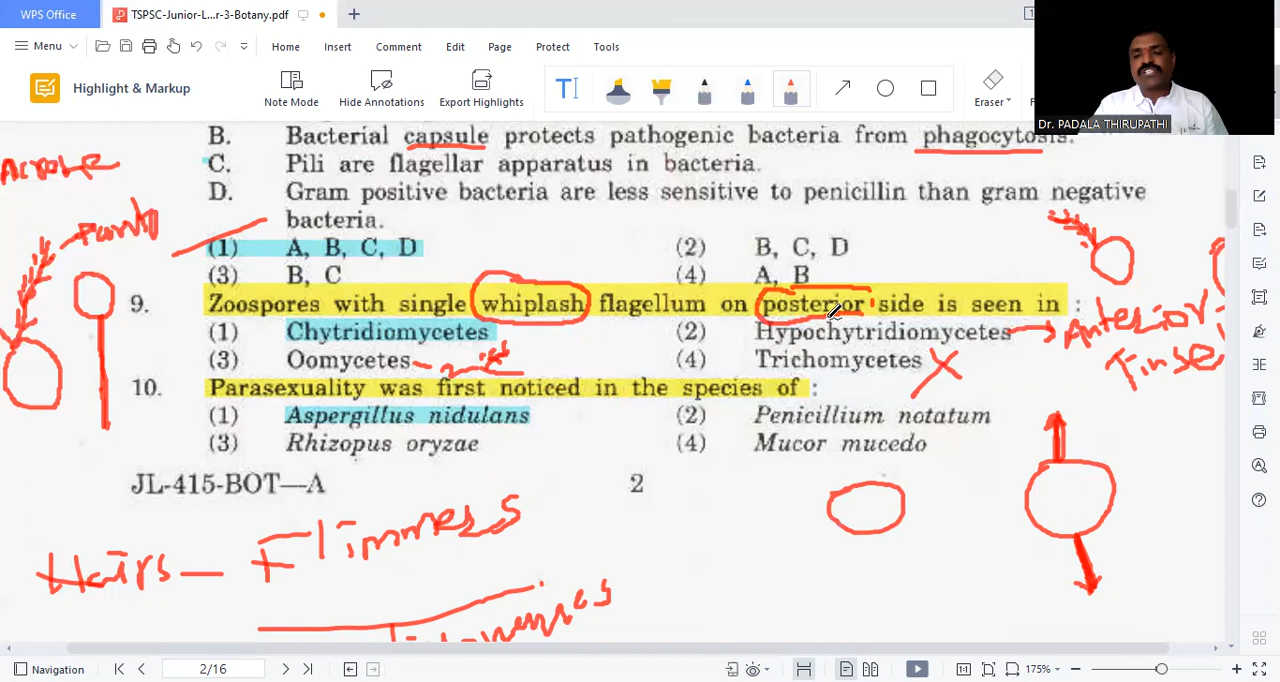 WPS Office
TSPSC-Junior-L...r-3-Botany.pdf
Menu
Home
Insert
Comment
Edit
Page
Protect
Tools
Highlight & Markup
Note Mode
Hide Annotations
Export Highlights
Eraser
Dr. PADALA THIRUPATHI
B. Bacterial capsule protects pathogenic bacteria from phagocytosis.
C. Pili are flagellar apparatus in bacteria.
D. Gram positive bacteria are less sensitive to penicillin than gram negative
bacteria.
(1) A, B, C, D (2) B, C, D
(3) B, C (4) A, B
9. Zoospores with single whiplash flagellum on posterior side is seen in :
(1) Chytridiomycetes (2) Hypochytridiomycetes
Anterior
(3) Oomycetes (4) Trichomycetes
10. Parasexuality was first noticed in the species of :
(1) Aspergillus nidulans (2) Penicillium notatum
(3) Rhizopus oryzae (4) Mucor mucedo
JL-415-BOT—A 2
Hairs — Flimmess
Navigation
2/16
175%